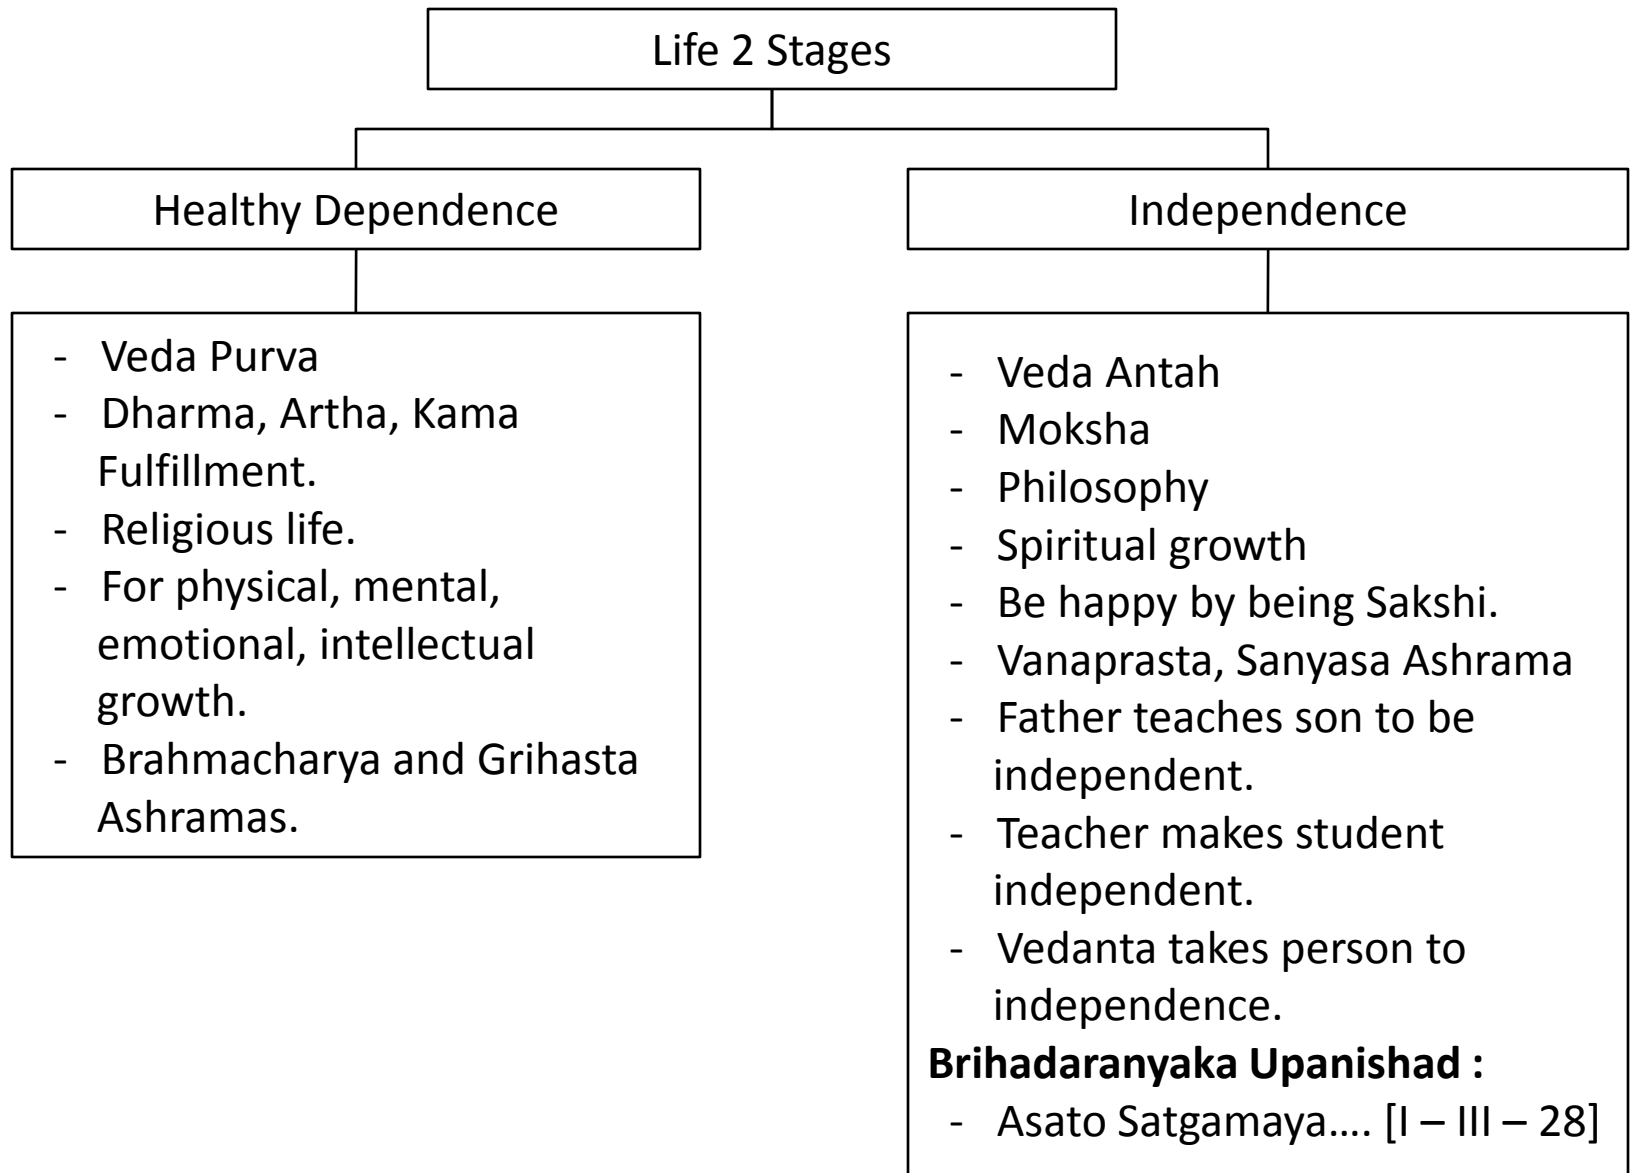 Life 2 Stages
Healthy Dependence
- Veda Purva
- Dharma, Artha, Kama
Fulfillment.
- Religious life.
- For physical, mental,
emotional, intellectual
growth.
- Brahmacharya and Grihasta
Ashramas.
Independence
- Veda Antah
- Moksha
- Philosophy
- Spiritual growth
- Be happy by being Sakshi.
- Vanaprasta, Sanyasa Ashrama
- Father teaches son to be
independent.
- Teacher makes student
independent.
- Vedanta takes person to
independence.
Brihadaranyaka Upanishad :
- Asato Satgamaya…. [I – III – 28]